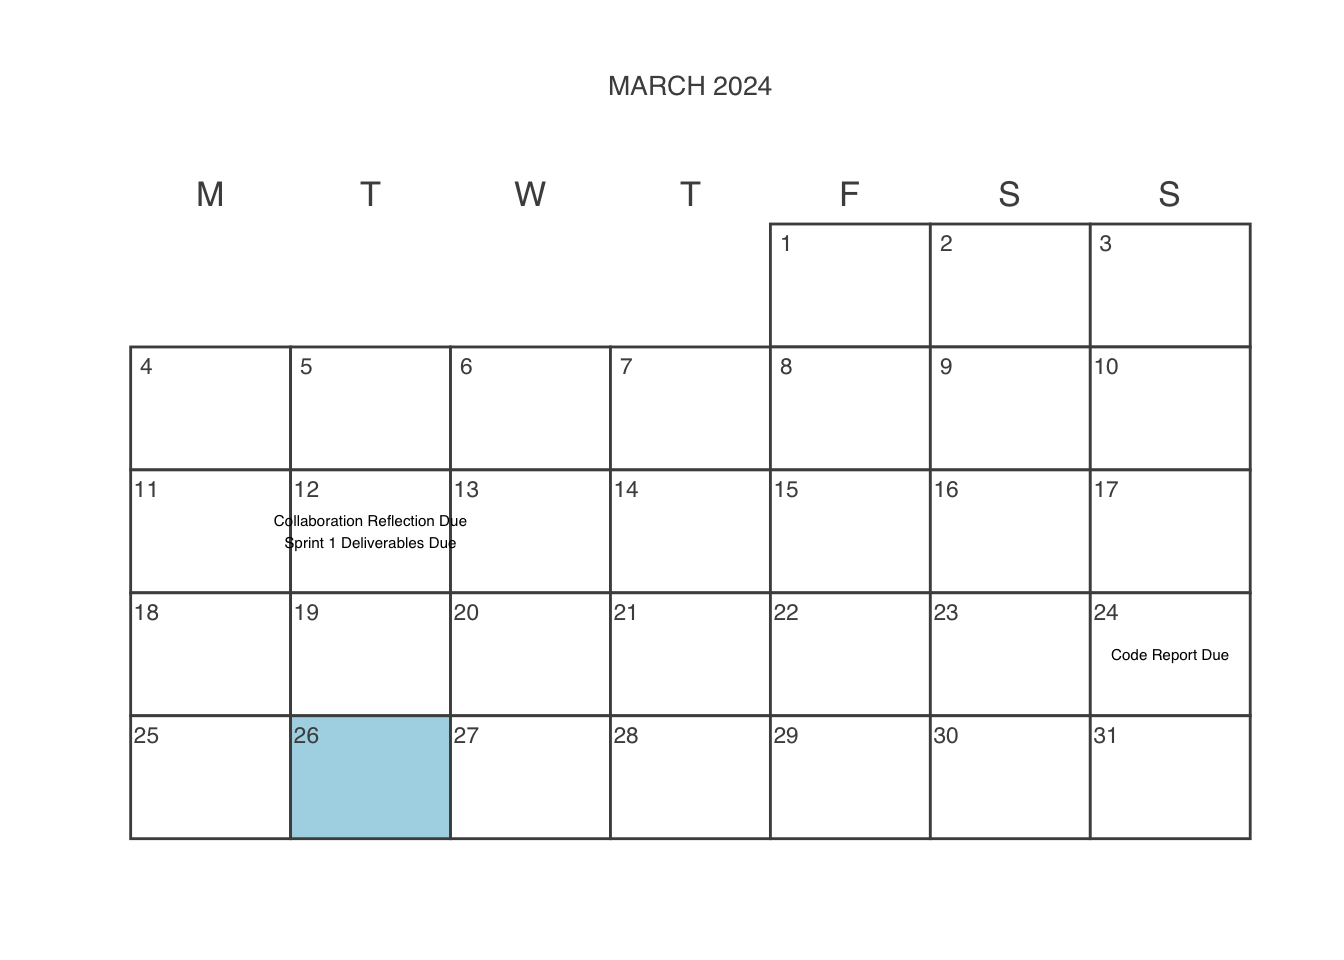 MARCH 2024
M T W T F S S
1 2 3
4 5 6 7 8 9 10
11 12 13 14 15 16 17
Collaboration Reflection Due
Sprint 1 Deliverables Due
18 19 20 21 22 23 24
Code Report Due
25 26 27 28 29 30 31